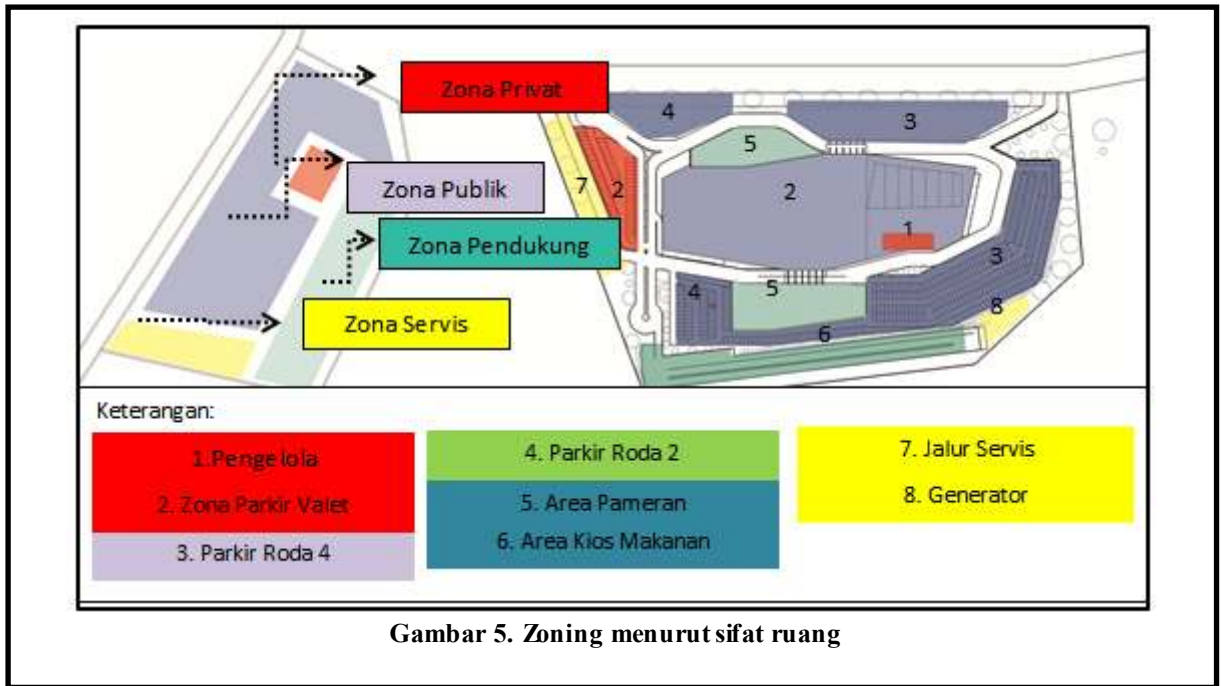 Zona Privat
Zona Publik
Zona Pendukung
Zona Servis
4
3
5
7
2
2
1
3
4
5
8
6
Keterangan:
1.Pengelola
2. Zona Parkir Valet
3. Parkir Roda 4
4. Parkir Roda 2
5. Area Pameran
6. Area Kios Makanan
7. Jalur Servis
8. Generator
Gambar 5. Zoning menurut sifat ruang